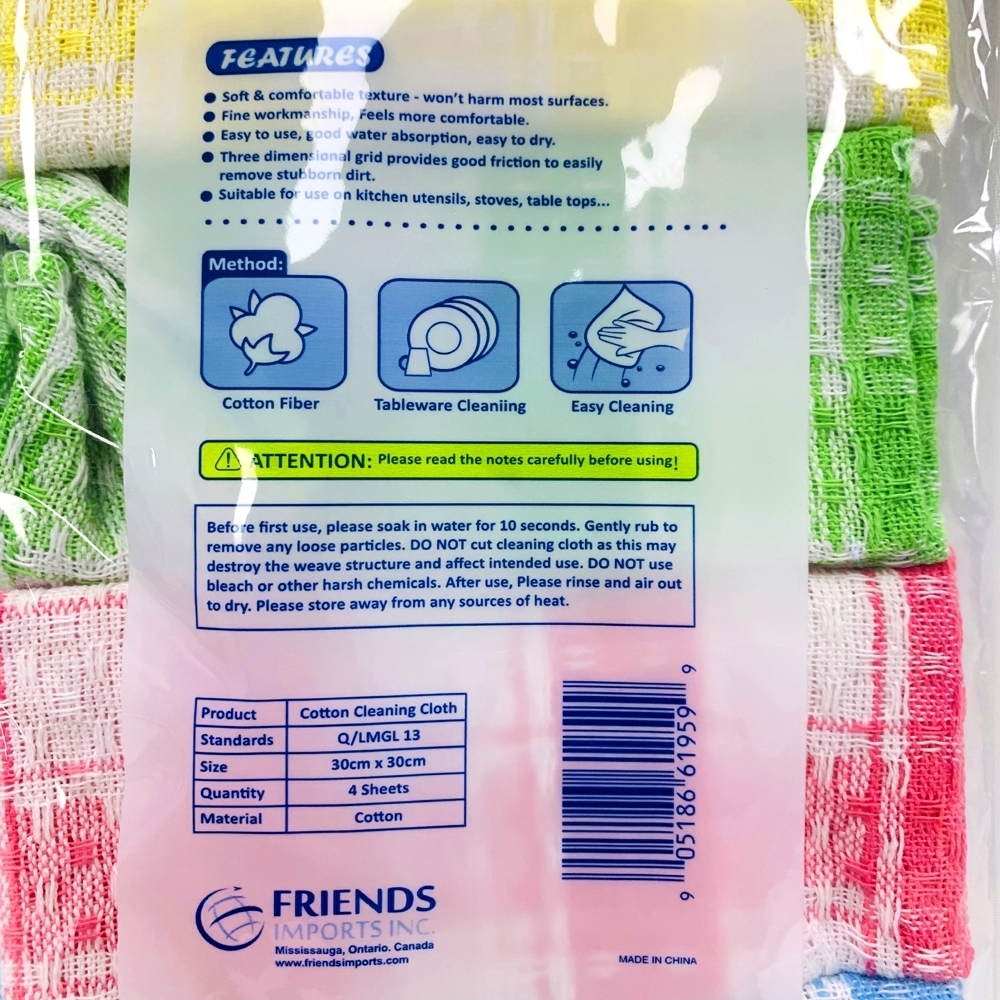 FEATURES
● Soft & comfortable texture - won't harm most surfaces.
● Fine workmanship, Feels more comfortable.
● Easy to use, good water absorption, easy to dry.
● Three dimensional grid provides good friction to easily
remove stubborn dirt.
● Suitable for use on kitchen utensils, stoves, table tops...
Method:
Cotton Fiber
Tableware Cleaniing
Easy Cleaning
ATTENTION: Please read the notes carefully before using!
Before first use, please soak in water for 10 seconds. Gently rub to
remove any loose particles. DO NOT cut cleaning cloth as this may
destroy the weave structure and affect intended use. DO NOT use
bleach or other harsh chemicals. After use, Please rinse and air out
to dry. Please store away from any sources of heat.
Product Cotton Cleaning Cloth
Standards Q/LMGL 13
Size 30cm x 30cm
Quantity 4 Sheets
Material Cotton
9 05186 61959 9
FRIENDS
IMPORTS INC.
Mississauga, Ontario. Canada
www.friendsimports.com
MADE IN CHINA